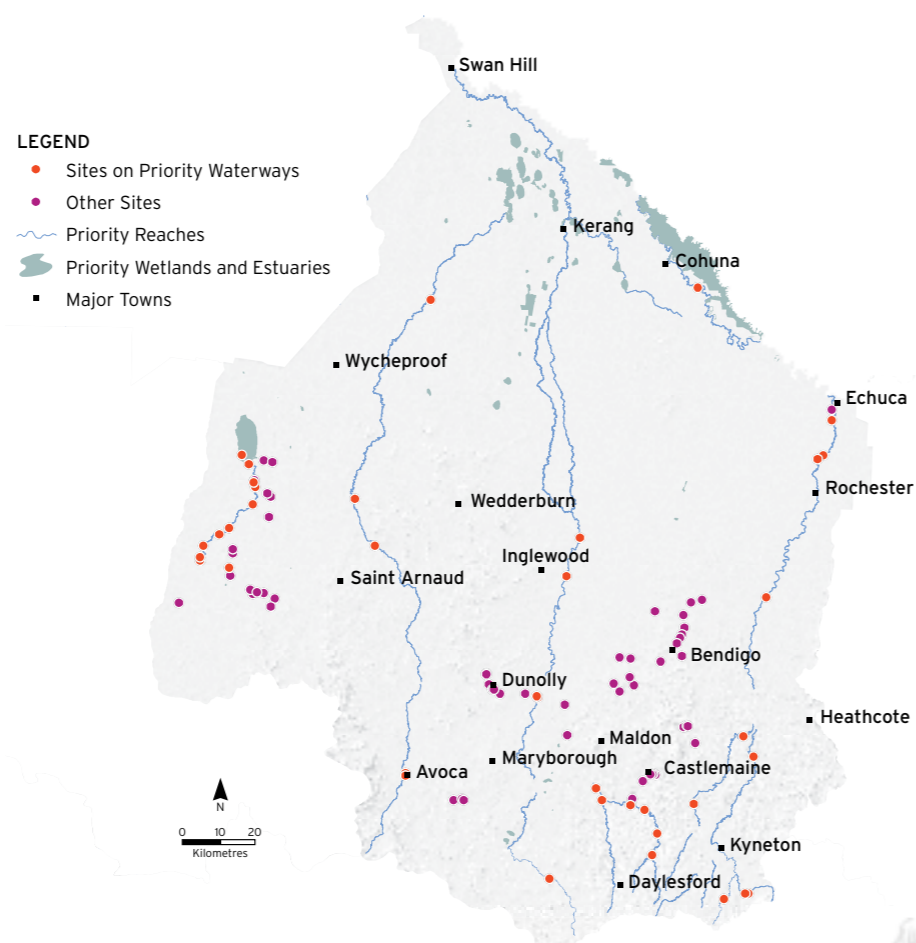 Swan Hill
LEGEND
Sites on Priority Waterways
Other Sites
Priority Reaches
Priority Wetlands and Estuaries
Major Towns
Kerang
Cohuna
Wycheproof
Echuca
Rochester
Wedderburn
Inglewood
Saint Arnaud
Bendigo
Dunolly
Heathcote
Maldon
Maryborough
Castlemaine
Avoca
N
0 10 20
Kilometres
Kyneton
Daylesford